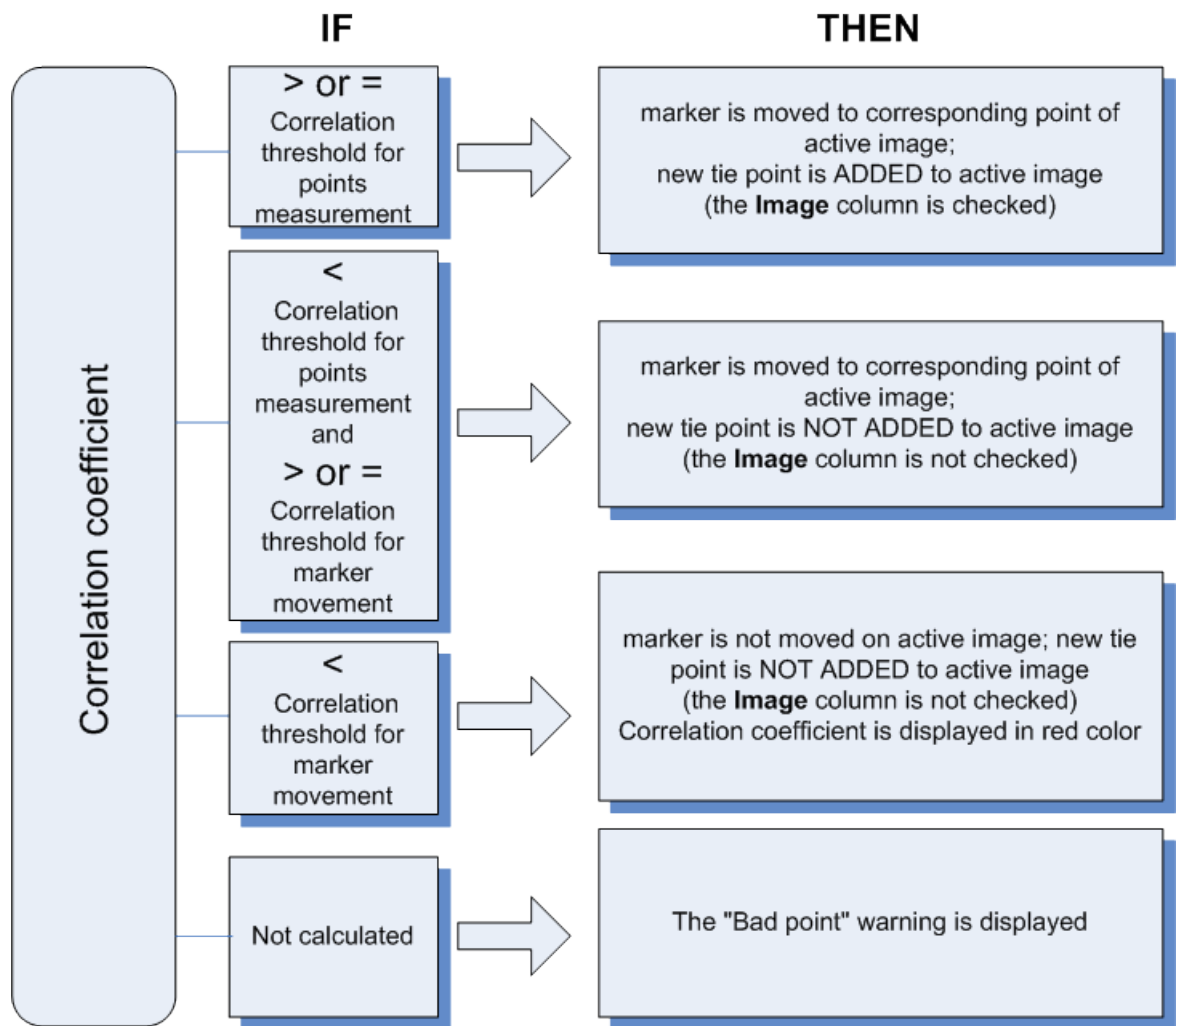 IF
THEN
Correlation coefficient
> or =
Correlation
threshold for
points
measurement
marker is moved to corresponding point of
active image;
new tie point is ADDED to active image
(the Image column is checked)
<
Correlation
threshold for
points
measurement
and
> or =
Correlation
threshold for
marker
movement
marker is moved to corresponding point of
active image;
new tie point is NOT ADDED to active image
(the Image column is not checked)
<
Correlation
threshold for
marker
movement
marker is not moved on active image; new tie
point is NOT ADDED to active image
(the Image column is not checked)
Correlation coefficient is displayed in red color
Not calculated
The "Bad point" warning is displayed